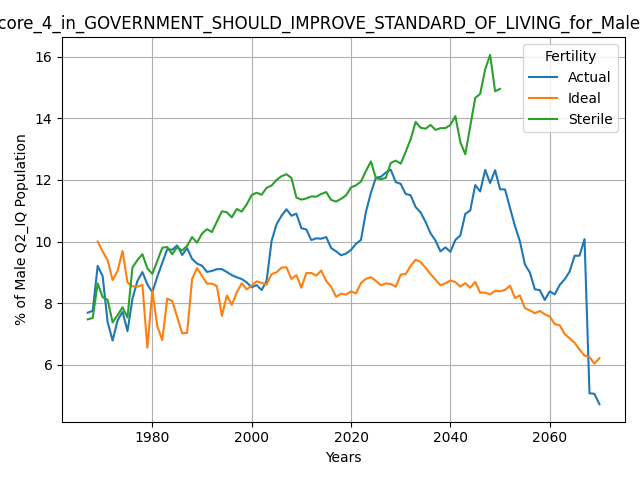 core_4_in_GOVERNMENT_SHOULD_IMPROVE_STANDARD_OF_LIVING_for_Male
Fertility
Actual
Ideal
Sterile
% of Male Q2_IQ Population
16
14
12
10
8
6
1980
2000
2020
2040
2060
Years